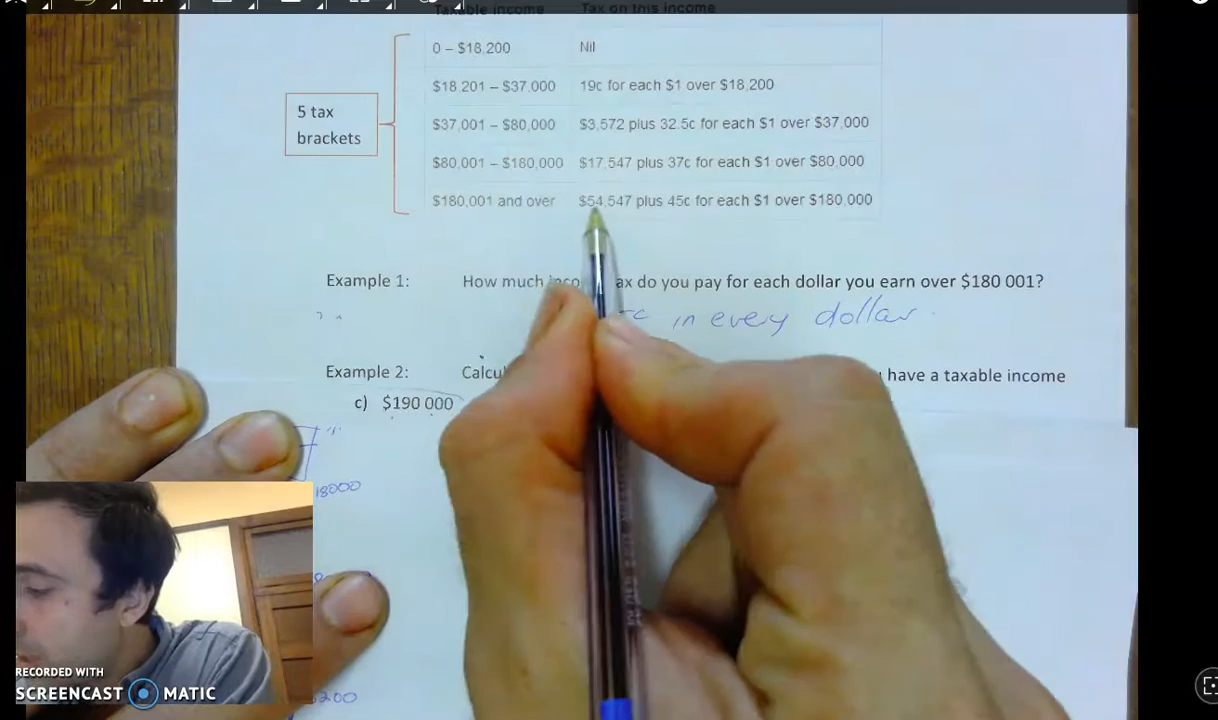 Taxable income Tax on this income
0 – $18,200 Nil
$18,201 – $37,000 19c for each $1 over $18,200
5 tax
brackets
$37,001 – $80,000 $3,572 plus 32.5c for each $1 over $37,000
$80,001 – $180,000 $17,547 plus 37c for each $1 over $80,000
$180,001 and over $54,547 plus 45c for each $1 over $180,000
Example 1: How much ax do you pay for each dollar you earn over $180 001?
in every dollar.
Example 2: Calcu have a taxable income
c) $190 000
18000
RECORDED WITH
SCREENCAST MATIC